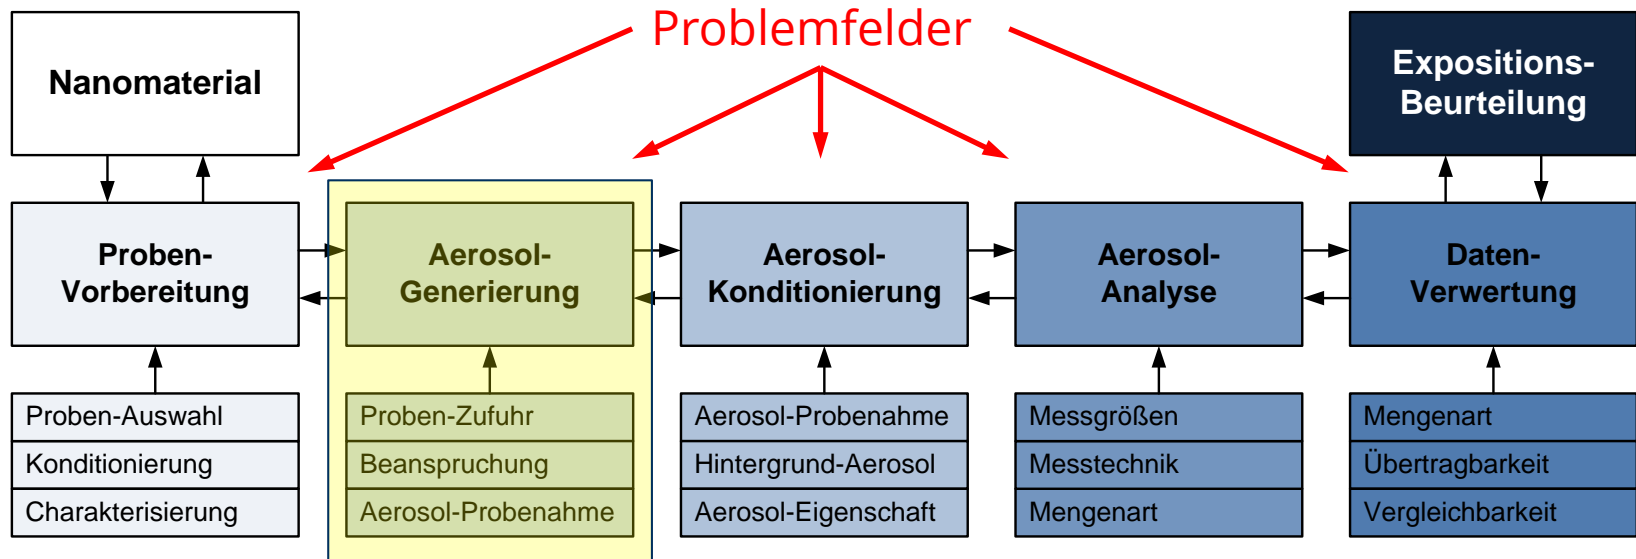 Problemfelder
Nanomaterial
Expositions-
Beurteilung
Proben-
Vorbereitung
Aerosol-
Generierung
Aerosol-
Konditionierung
Aerosol-
Analyse
Daten-
Verwertung
Proben-Auswahl
Konditionierung
Charakterisierung
Proben-Zufuhr
Beanspruchung
Aerosol-Probenahme
Aerosol-Probenahme
Hintergrund-Aerosol
Aerosol-Eigenschaft
Messgrößen
Messtechnik
Mengenart
Mengenart
Übertragbarkeit
Vergleichbarkeit